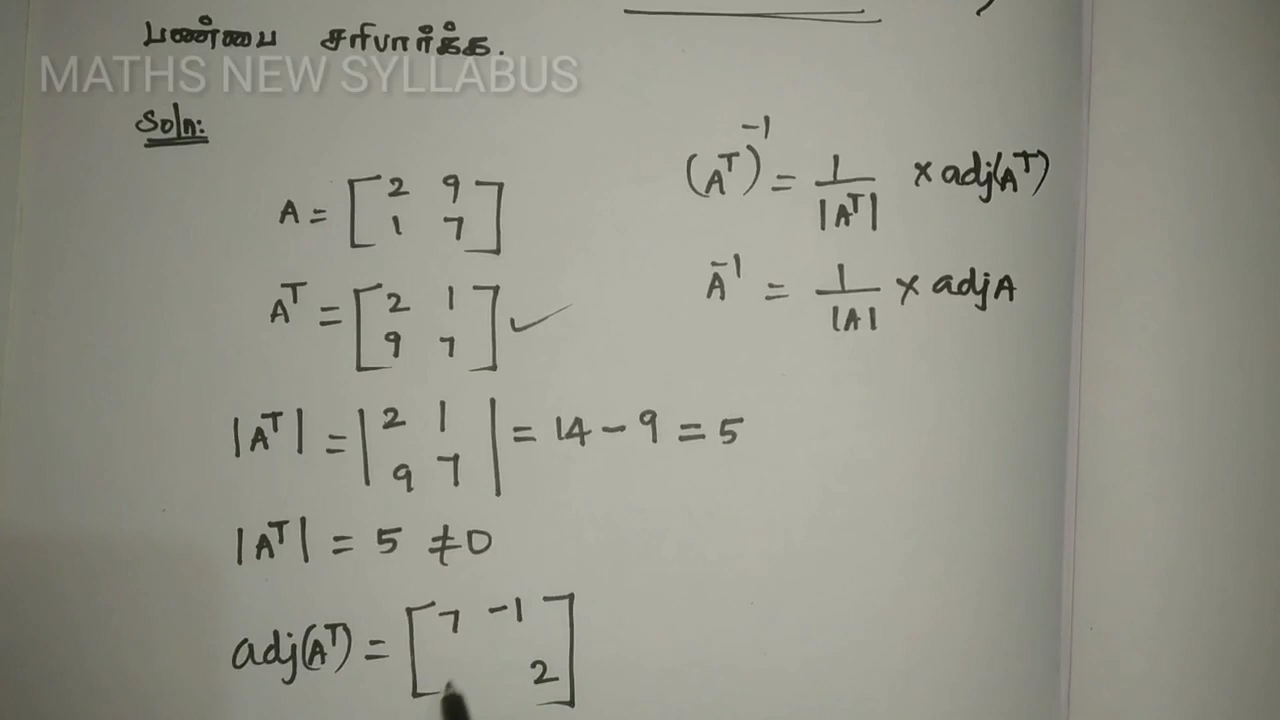 பண்பை சரிபார்க்க.
MATHS NEW SYLLABUS
Soln:
A = [2 9
1 7]
Aᵀ = [2 1
9 7] ✓
|Aᵀ| = |2 1
9 7| = 14 - 9 = 5
|Aᵀ| = 5 ≠ 0
adj(Aᵀ) = [7 -1
2]
(Aᵀ)⁻¹ = 1/|Aᵀ| × adj(Aᵀ)
A⁻¹ = 1/|A| × adj A